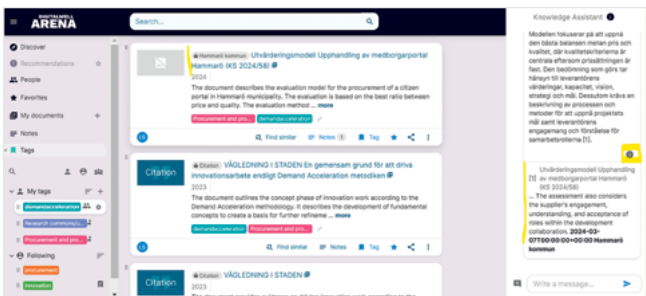 DIGITALWELL
ARENA
Search...
Discover
Recommendations
People
Favorites
My documents
Notes
Tags
My tags
demandacceleration
Research community...
Procurement and pro...
Following
procurement
Innovation
Hammarö kommun Utvärderingsmodell Upphandling av medborgarportal
Hammarö (KS 2024/58)
2024
The document describes the evaluation model for the procurement of a citizen
portal in Hammarö municipality. The evaluation is based on the best ratio between
price and quality. The evaluation method ... more
Procurement and pro... demandacceleration
LS Find similar Notes 1 Tag
Citation
Citation VÄGLEDNING I STADEN En gemensam grund för att driva
innovationsarbete endligt Demand Acceleration metodiken
2023
The document outlines the concept phase of innovation work according to the
Demand Acceleration methodology. It describes the development of fundamental
concepts to create a basis for further refineme ... more
demandacceleration Procurement and pro...
LS Find similar Notes Tag
Citation
Citation VÄGLEDNING I STADEN
2023
Knowledge Assistant
Modellen fokuserar på att uppnå
den bästa balansen mellan pris och
kvalitet, där kvalitetskriterierna är
centrala eftersom prissättningen är
fast. Den bedömning som görs tar
hänsyn till leverantörens
värderingar, kapacitet, vision,
strategi och mål. Dessutom krävs en
beskrivning av processen och
metoder för att uppnå projektets
mål samt leverantörens
engagemang och förståelse för
samarbetsrollerna [1].
Utvärderingsmodell Upphandling
[1] av medborgarportal Hammarö
(KS 2024/58)
... The assessment also considers
the supplier's engagement,
understanding, and acceptance of
roles within the development
collaboration. 2024-03-
07T00:00:00+00:00 Hammarö
kommun
Write a message...